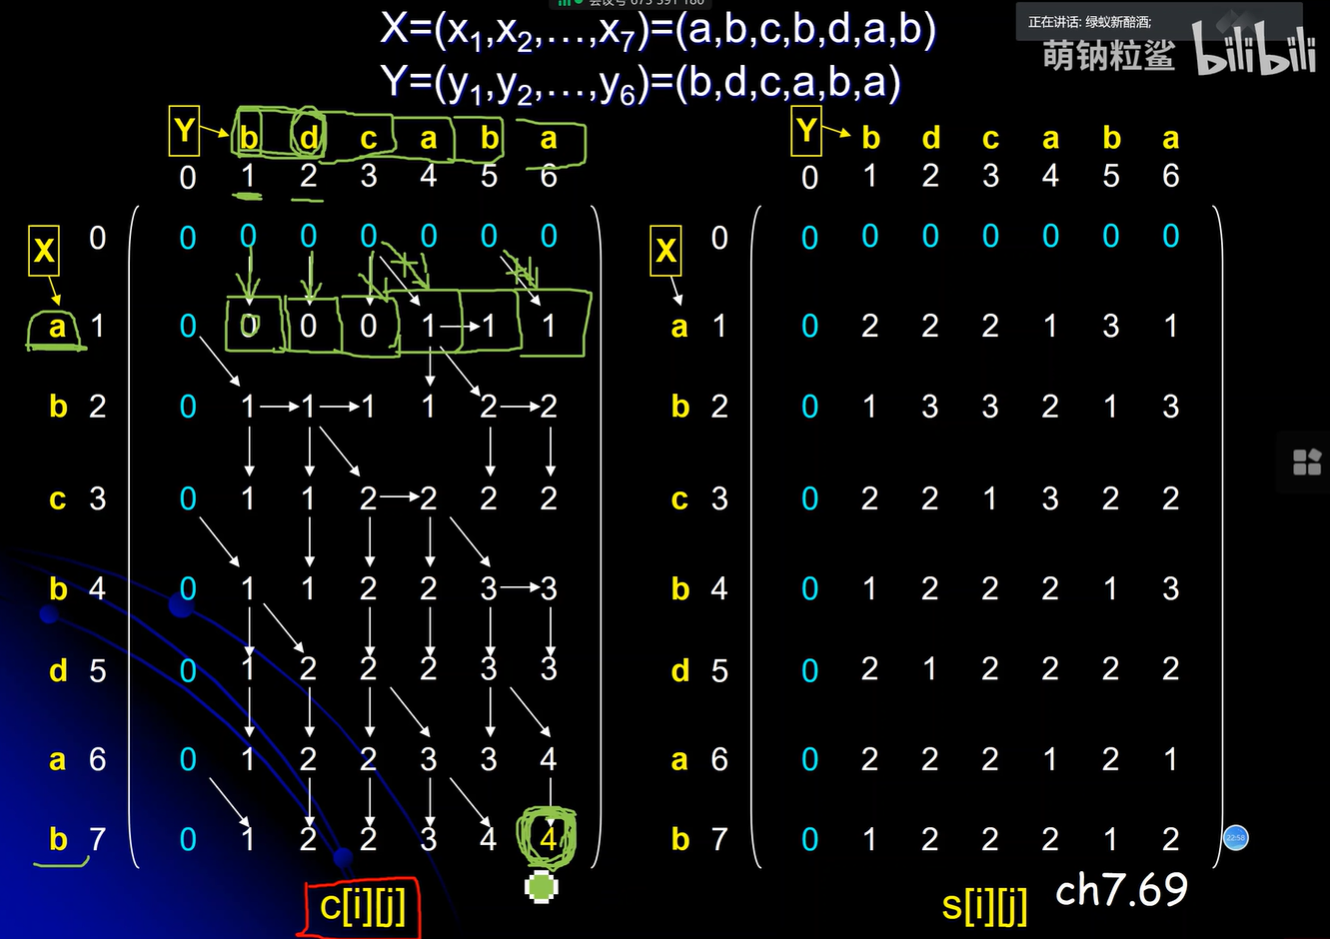 会议号 675 591 180
正在讲话: 绿蚁新醅酒;
X=(x₁,x₂,…,x₇)=(a,b,c,b,d,a,b)
萌钠粒鲨 bilibili
Y=(y₁,y₂,…,y₆)=(b,d,c,a,b,a)
Y b d c a b a
0 1 2 3 4 5 6
X 0 0 0 0 0 0 0 0
a 1 0 0 0 0 1 1 1
b 2 0 1 1 1 1 2 2
c 3 0 1 1 2 2 2 2
b 4 0 1 1 2 2 3 3
d 5 0 1 2 2 2 3 3
a 6 0 1 2 2 3 3 4
b 7 0 1 2 2 3 4 4
c[i][j]
Y b d c a b a
0 1 2 3 4 5 6
X 0 0 0 0 0 0 0 0
a 1 0 2 2 2 1 3 1
b 2 0 1 3 3 2 1 3
c 3 0 2 2 1 3 2 2
b 4 0 1 2 2 2 1 3
d 5 0 2 1 2 2 2 2
a 6 0 2 2 2 1 2 1
b 7 0 1 2 2 2 1 2
22:58
s[i][j]
ch7.69